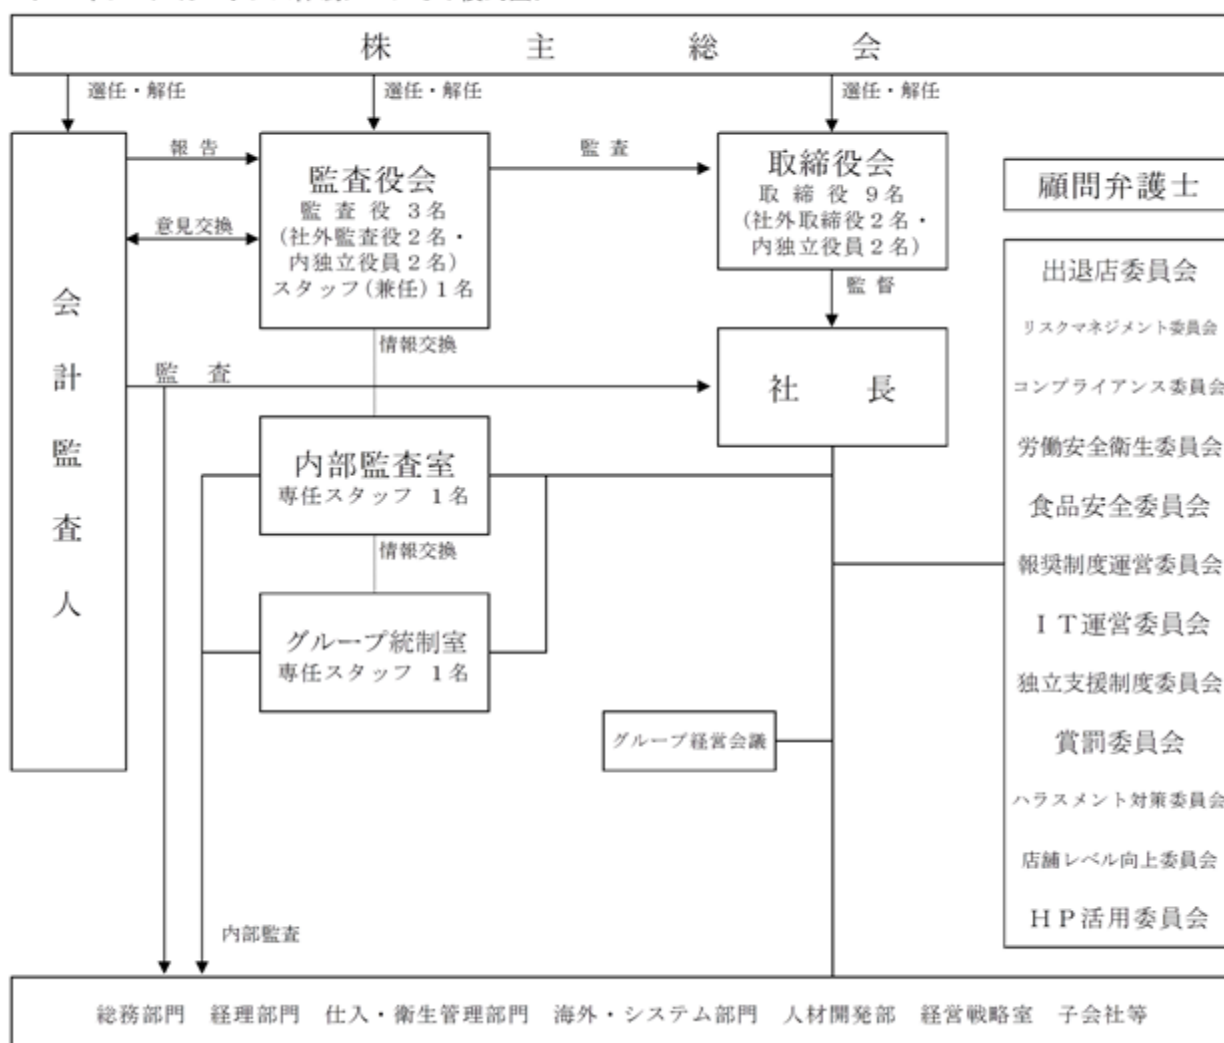 株主総会
選任・解任
選任・解任
選任・解任
報告
監査役会
監査役 3名
(社外監査役2名・
内独立役員2名)
スタッフ(兼任)1名
監査
取締役会
取締役 9名
(社外取締役2名・
内独立役員2名)
顧問弁護士
意見交換
会計監査人
監督
情報交換
監査
社長
内部監査室
専任スタッフ 1名
情報交換
グループ統制室
専任スタッフ 1名
グループ経営会議
出退店委員会
リスクマネジメント委員会
コンプライアンス委員会
労働安全衛生委員会
食品安全委員会
報奨制度運営委員会
IT運営委員会
独立支援制度委員会
賞罰委員会
ハラスメント対策委員会
店舗レベル向上委員会
HP活用委員会
内部監査
総務部門 経理部門 仕入・衛生管理部門 海外・システム部門 人材開発部 経営戦略室 子会社等